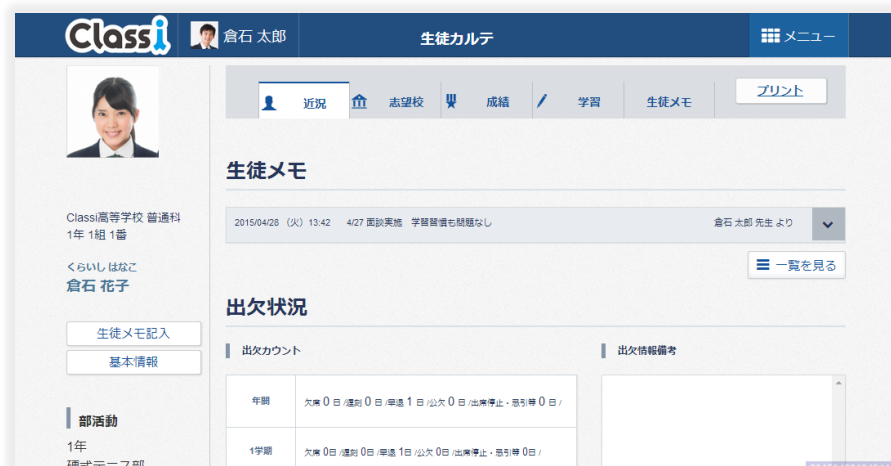 Classi 倉石 太郎 生徒カルテ メニュー
近況 志望校 成績 学習 生徒メモ プリント
生徒メモ
Classi高等学校 普通科
1年 1組 1番
くらいし はなこ
倉石 花子
生徒メモ記入
基本情報
部活動
1年
硬式テニス部
2015/04/28 （火）13:42 4/27 面談実施 学習習慣も問題なし 倉石 太郎 先生 より
一覧を見る
出欠状況
出欠カウント
年間 欠席 0 日 /遅刻 0 日 /早退 1 日 /公欠 0 日 /出席停止・忌引等 0 日 /
1学期 欠席 0日 /遅刻 0日 /早退 1日 /公欠 0日 /出席停止・忌引等 0日 /
出欠情報備考